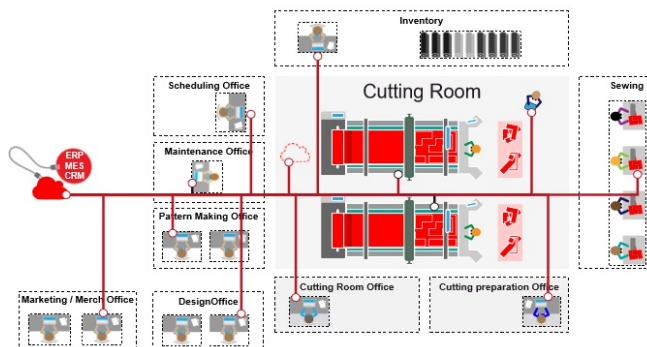 Inventory
Scheduling Office
Cutting Room
Sewing
ERP
MES
CRM
Maintenance Office
Pattern Making Office
Marketing / Merch Office
DesignOffice
Cutting Room Office
Cutting preparation Office